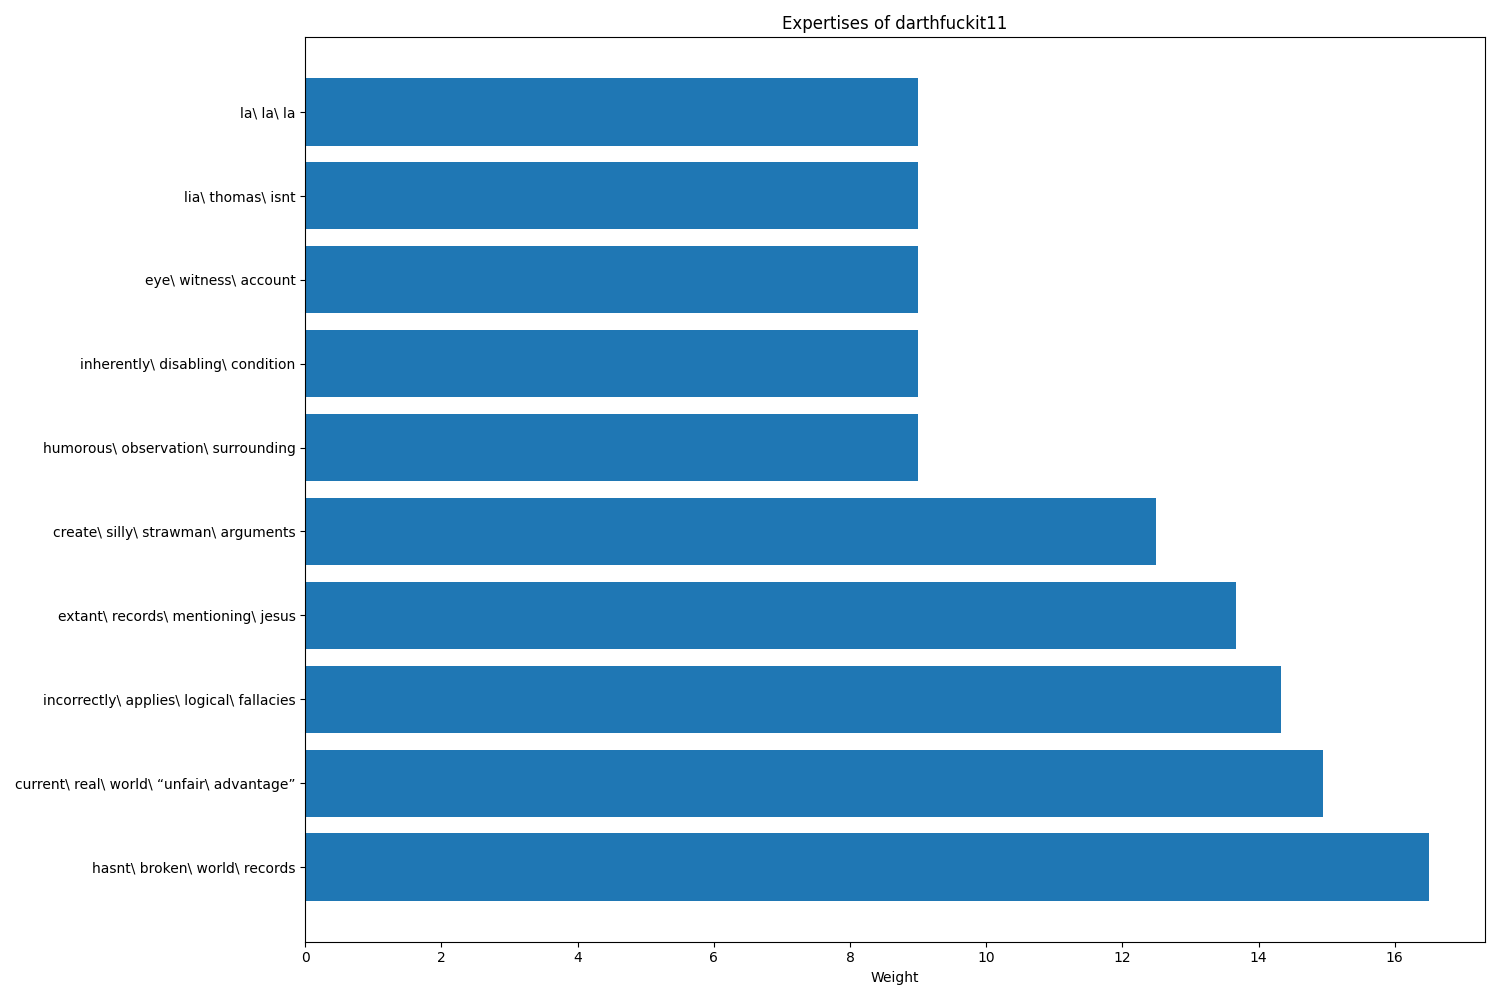 Expertises of darthfuckit11
la\ la\ la
lia\ thomas\ isnt
eye\ witness\ account
inherently\ disabling\ condition
humorous\ observation\ surrounding
create\ silly\ strawman\ arguments
extant\ records\ mentioning\ jesus
incorrectly\ applies\ logical\ fallacies
current\ real\ world\ “unfair\ advantage”
hasnt\ broken\ world\ records
0 2 4 6 8 10 12 14 16
Weight